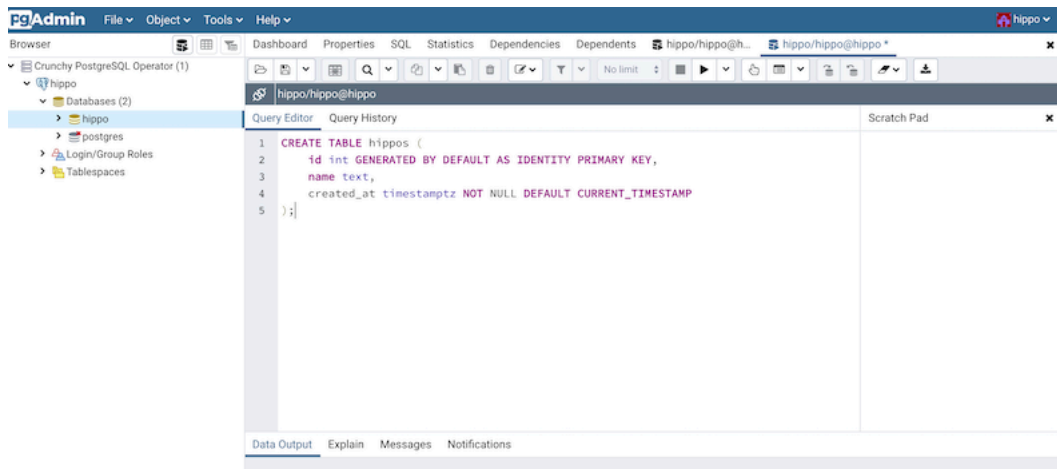 pgAdmin File Object Tools Help hippo
Browser Dashboard Properties SQL Statistics Dependencies Dependents hippo/hippo@h... hippo/hippo@hippo *
Crunchy PostgreSQL Operator (1) No limit
hippo
hippo/hippo@hippo
Databases (2)
hippo Query Editor Query History Scratch Pad
postgres
Login/Group Roles
Tablespaces
1 CREATE TABLE hippos (
2 id int GENERATED BY DEFAULT AS IDENTITY PRIMARY KEY,
3 name text,
4 created_at timestamptz NOT NULL DEFAULT CURRENT_TIMESTAMP
5 );
Data Output Explain Messages Notifications